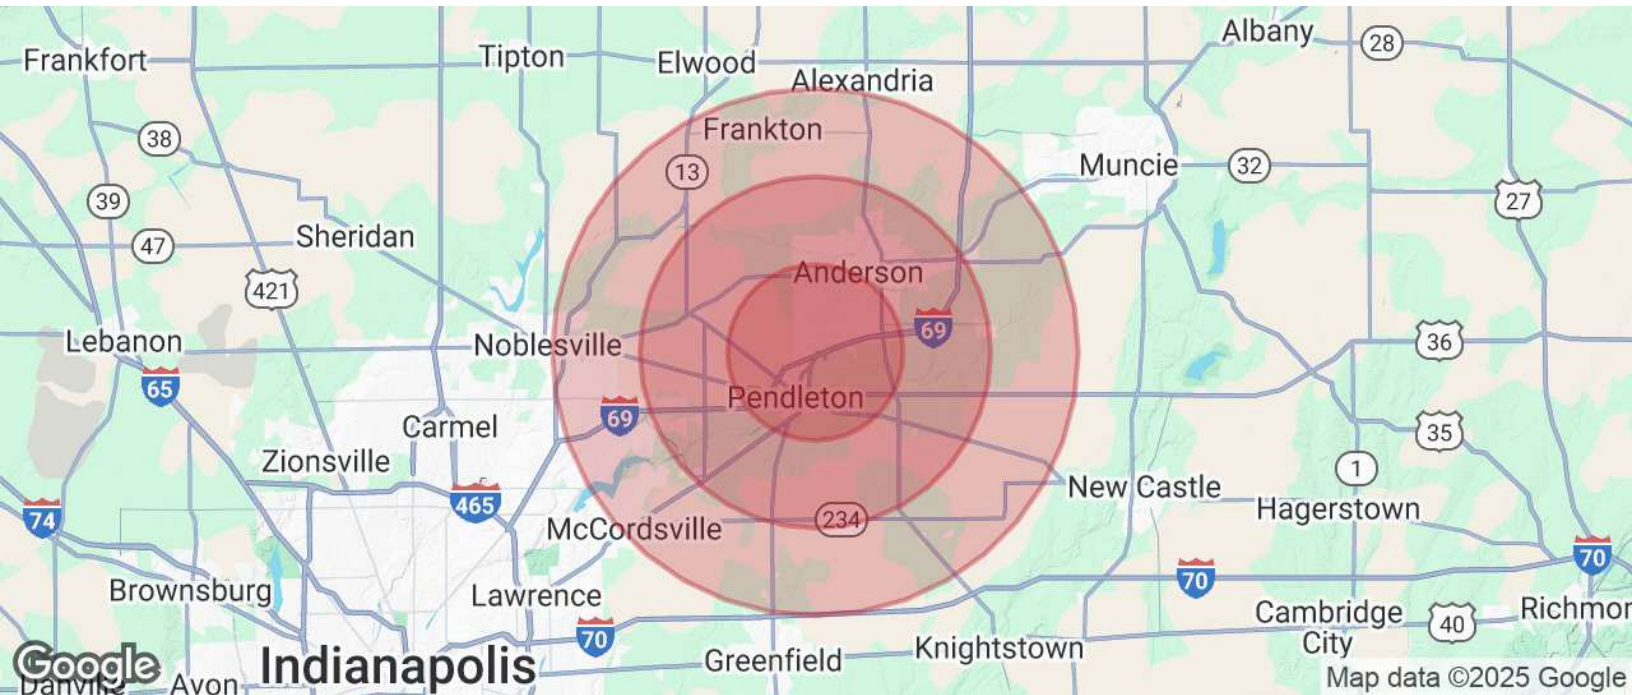 Albany
28
Frankfort
Tipton
Elwood
Alexandria
Frankton
38
13
Muncie
32
39
27
47
Sheridan
421
Anderson
69
Lebanon
Noblesville
36
65
Pendleton
69
Carmel
35
Zionsville
1
74
465
New Castle
Hagerstown
234
McCordsville
70
70
Brownsburg
Lawrence
Cambridge
City
Richmor
40
70
Google
Indianapolis
Greenfield
Knightstown
Danville
Avon
Map data ©2025 Google